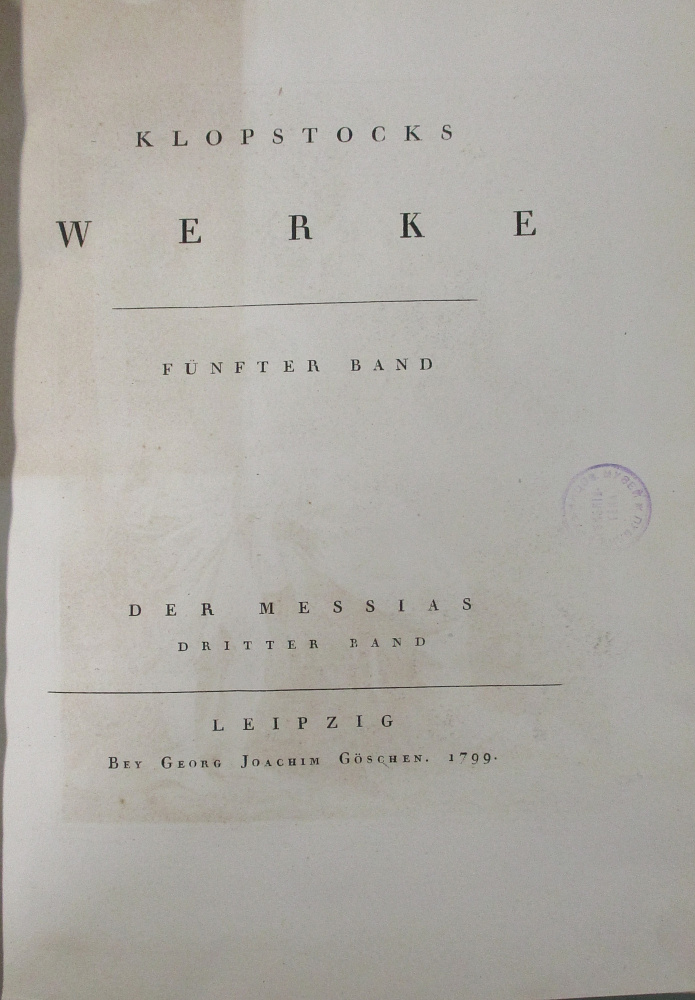 KLOPSTOCKS
WERKE
FÜNFTER BAND
DER MESSIAS
DRITTER BAND
LEIPZIG
BEY GEORG JOACHIM GÖSCHEN. 1799.